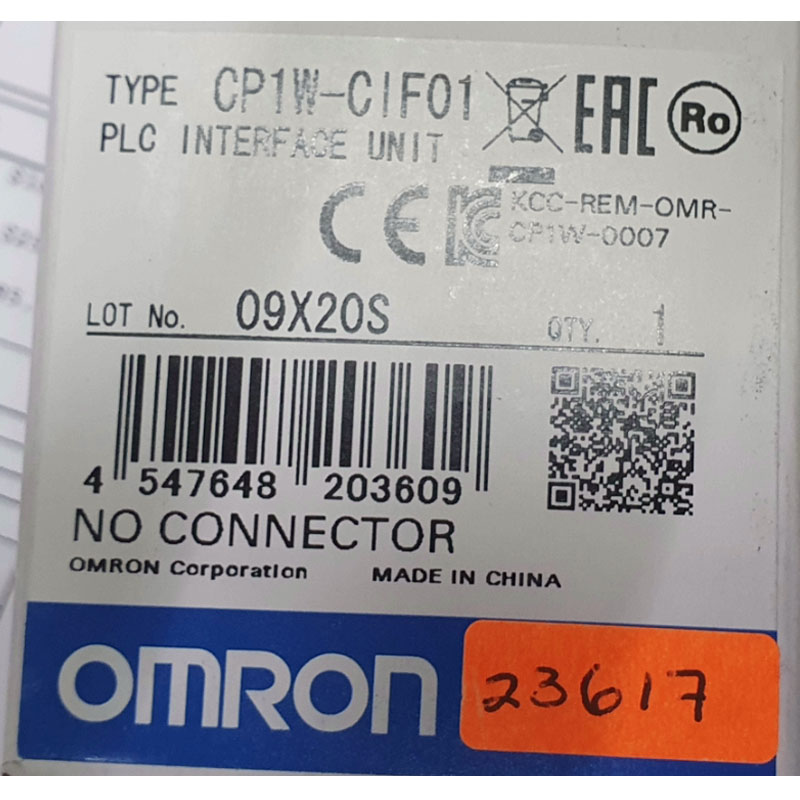 TYPE CP1W-CIF01
PLC INTERFACE UNIT
EAC
Ro
CE
KCC-REM-OMR-
CP1W-0007
LOT No. 09X20S
QTY. 1
4 547648 203609
NO CONNECTOR
OMRON Corporation MADE IN CHINA
OMRON
23617